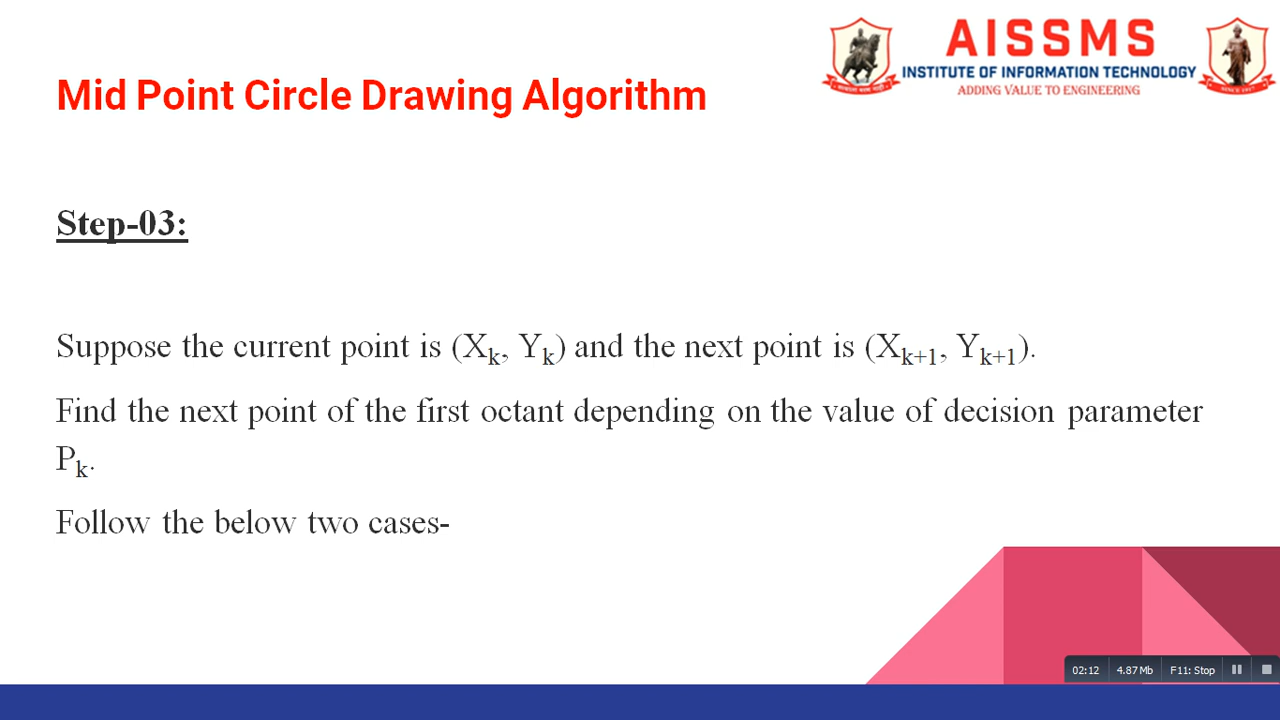 AISSMS
INSTITUTE OF INFORMATION TECHNOLOGY
ADDING VALUE TO ENGINEERING
SINCE 1917
Mid Point Circle Drawing Algorithm
Step-03:
Suppose the current point is (Xk, Yk) and the next point is (Xk+1, Yk+1).
Find the next point of the first octant depending on the value of decision parameter
Pk.
Follow the below two cases-
02:12 4.87 Mb F11: Stop